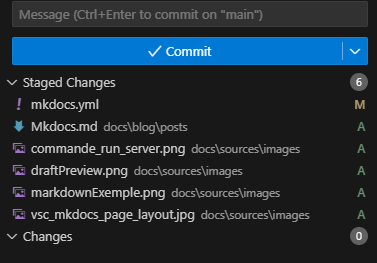 Message (Ctrl+Enter to commit on "main")
Commit
Staged Changes 6
! mkdocs.yml M
Mkdocs.md docs\blog\posts A
commande_run_server.png docs\sources\images A
draftPreview.png docs\sources\images A
markdownExemple.png docs\sources\images A
vsc_mkdocs_page_layout.jpg docs\sources\images A
Changes 0